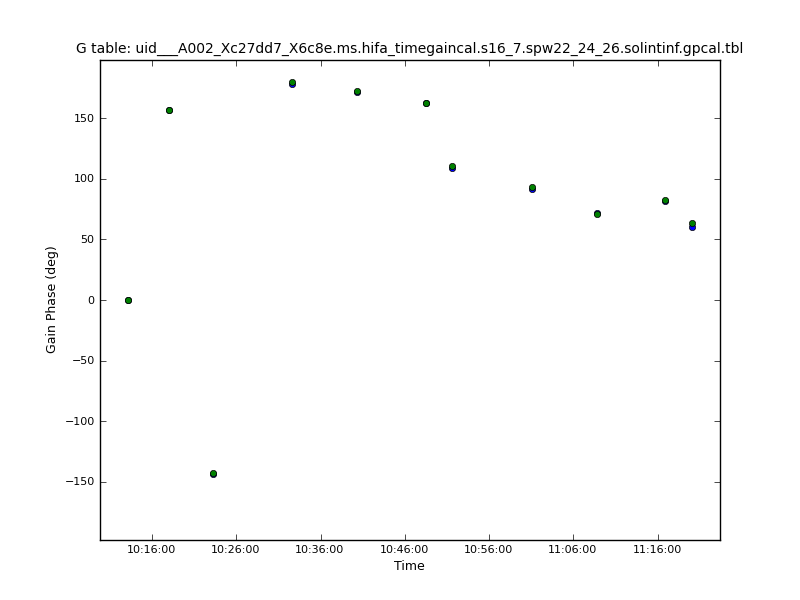 G table: uid___A002_Xc27dd7_X6c8e.ms.hifa_timegaincal.s16_7.spw22_24_26.solintinf.gpcal.tbl
150
100
50
0
−50
−100
−150
Gain Phase (deg)
10:16:00 10:26:00 10:36:00 10:46:00 10:56:00 11:06:00 11:16:00
Time